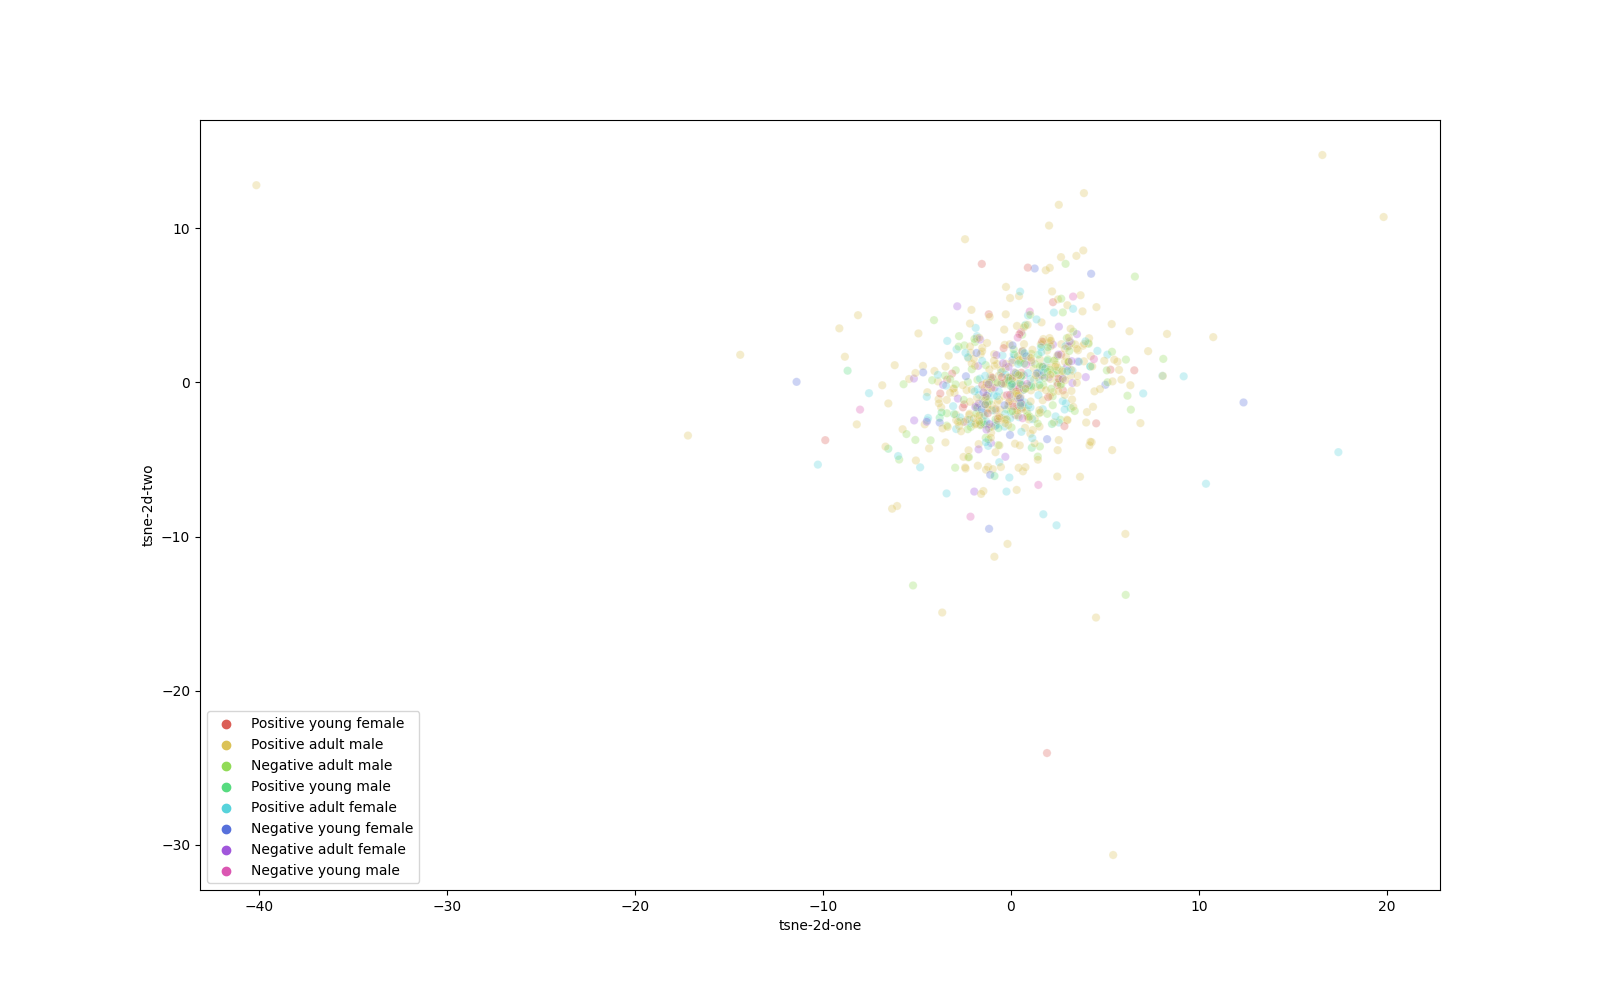 10
0
−10
−20
−30
tsne-2d-two
Positive young female
Positive adult male
Negative adult male
Positive young male
Positive adult female
Negative young female
Negative adult female
Negative young male
−40 −30 −20 −10 0 10 20
tsne-2d-one